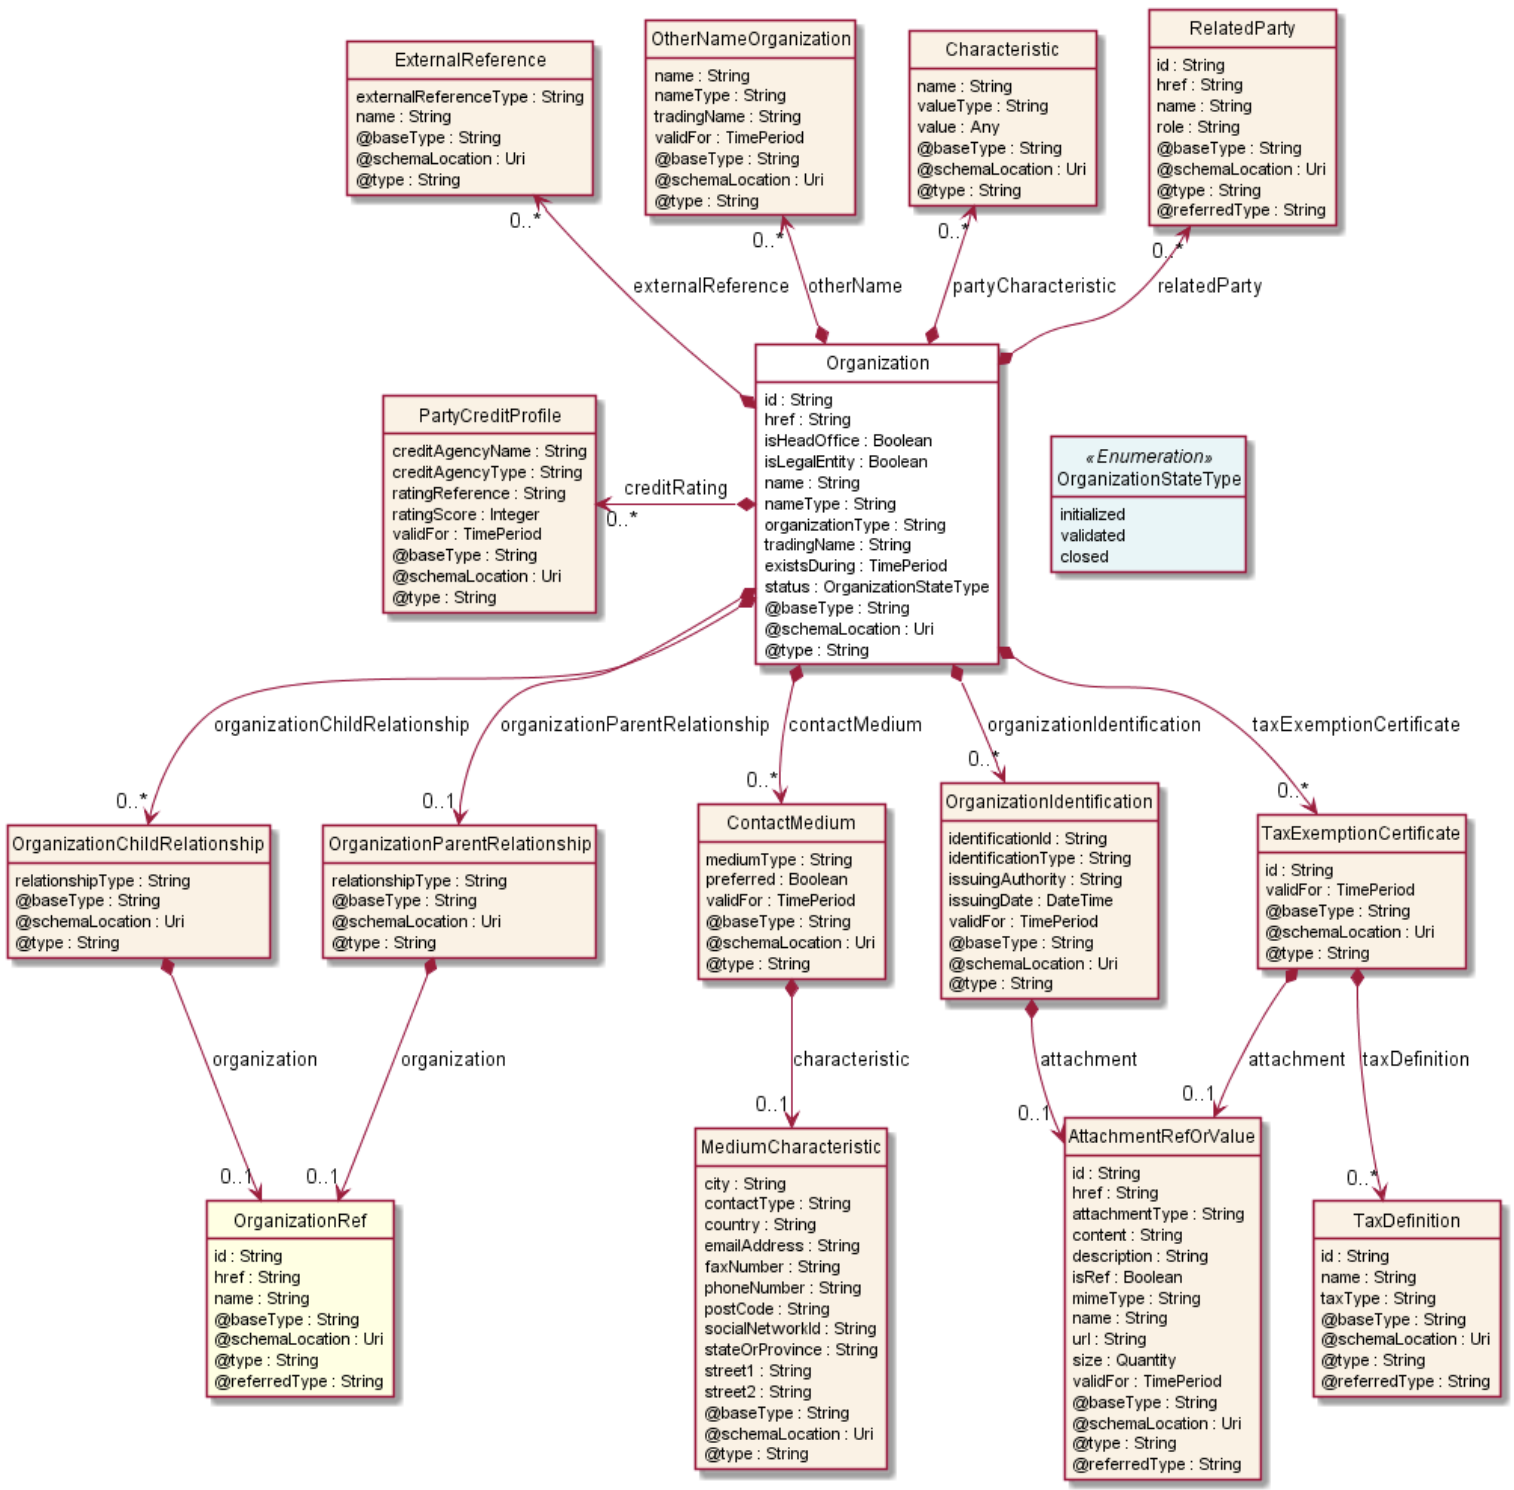 ExternalReference
externalReferenceType : String
name : String
@baseType : String
@schemaLocation : Uri
@type : String
OtherNameOrganization
name : String
nameType : String
tradingName : String
validFor : TimePeriod
@baseType : String
@schemaLocation : Uri
@type : String
Characteristic
name : String
valueType : String
value : Any
@baseType : String
@schemaLocation : Uri
@type : String
RelatedParty
id : String
href : String
name : String
role : String
@baseType : String
@schemaLocation : Uri
@type : String
@referredType : String
0..*
0..*
0..*
0..*
externalReference
otherName
partyCharacteristic
relatedParty
Organization
id : String
href : String
isHeadOffice : Boolean
isLegalEntity : Boolean
name : String
nameType : String
organizationType : String
tradingName : String
existsDuring : TimePeriod
status : OrganizationStateType
@baseType : String
@schemaLocation : Uri
@type : String
PartyCreditProfile
creditAgencyName : String
creditAgencyType : String
ratingReference : String
ratingScore : Integer
validFor : TimePeriod
@baseType : String
@schemaLocation : Uri
@type : String
creditRating
0..*
«Enumeration»
OrganizationStateType
initialized
validated
closed
organizationChildRelationship
organizationParentRelationship
contactMedium
organizationIdentification
taxExemptionCertificate
0..*
0..1
0..*
0..*
0..*
OrganizationChildRelationship
relationshipType : String
@baseType : String
@schemaLocation : Uri
@type : String
OrganizationParentRelationship
relationshipType : String
@baseType : String
@schemaLocation : Uri
@type : String
ContactMedium
mediumType : String
preferred : Boolean
validFor : TimePeriod
@baseType : String
@schemaLocation : Uri
@type : String
OrganizationIdentification
identificationId : String
identificationType : String
issuingAuthority : String
issuingDate : DateTime
validFor : TimePeriod
@baseType : String
@schemaLocation : Uri
@type : String
TaxExemptionCertificate
id : String
validFor : TimePeriod
@baseType : String
@schemaLocation : Uri
@type : String
organization
organization
characteristic
attachment
attachment
taxDefinition
0..1
0..1
0..1
0..1
0..1
0..*
OrganizationRef
id : String
href : String
name : String
@baseType : String
@schemaLocation : Uri
@type : String
@referredType : String
MediumCharacteristic
city : String
contactType : String
country : String
emailAddress : String
faxNumber : String
phoneNumber : String
postCode : String
socialNetworkId : String
stateOrProvince : String
street1 : String
street2 : String
@baseType : String
@schemaLocation : Uri
@type : String
AttachmentRefOrValue
id : String
href : String
attachmentType : String
content : String
description : String
isRef : Boolean
mimeType : String
name : String
url : String
size : Quantity
validFor : TimePeriod
@baseType : String
@schemaLocation : Uri
@type : String
@referredType : String
TaxDefinition
id : String
name : String
taxType : String
@baseType : String
@schemaLocation : Uri
@type : String
@referredType : String